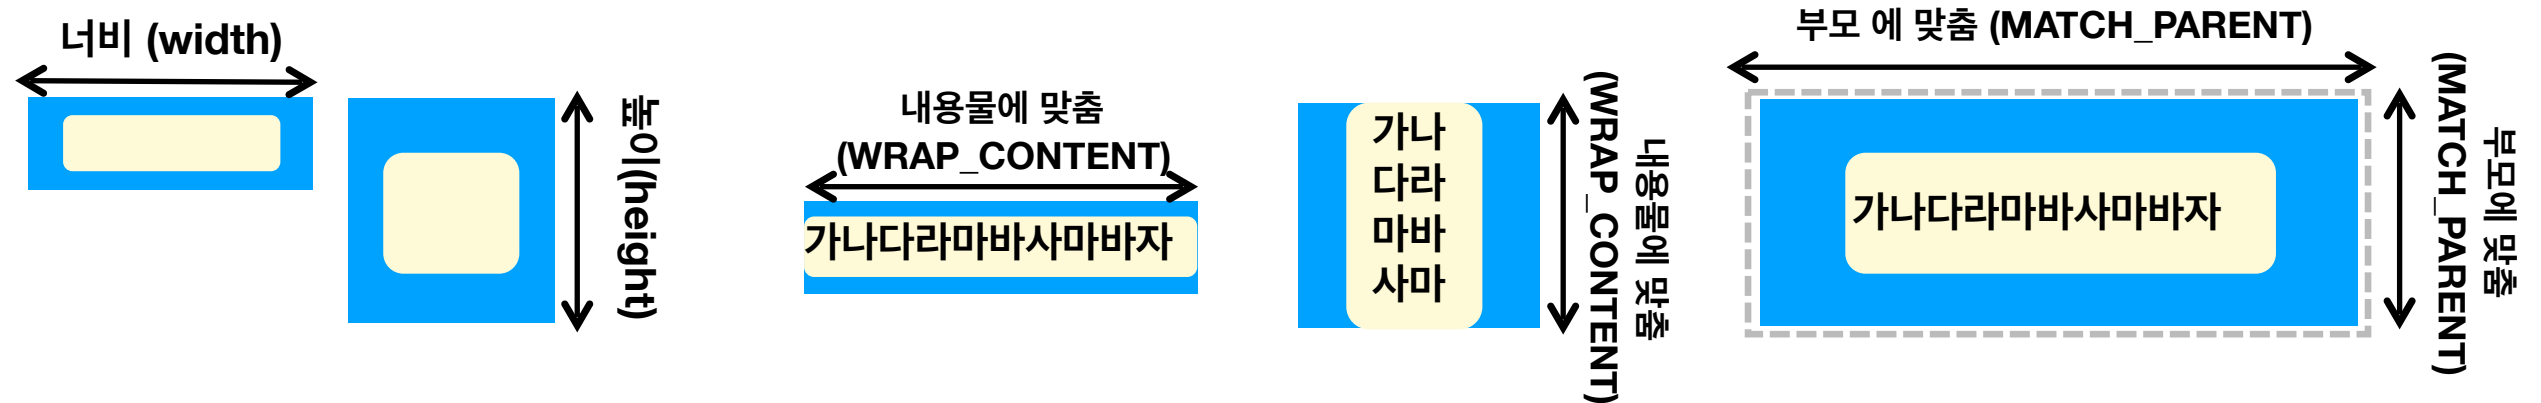 너비 (width)
높이(height)
내용물에 맞춤
(WRAP_CONTENT)
가나다라마바사마바자
가나
다라
마바
사마
내용물에 맞춤
(WRAP_CONTENT)
부모 에 맞춤 (MATCH_PARENT)
가나다라마바사마바자
부모에 맞춤
(MATCH_PARENT)